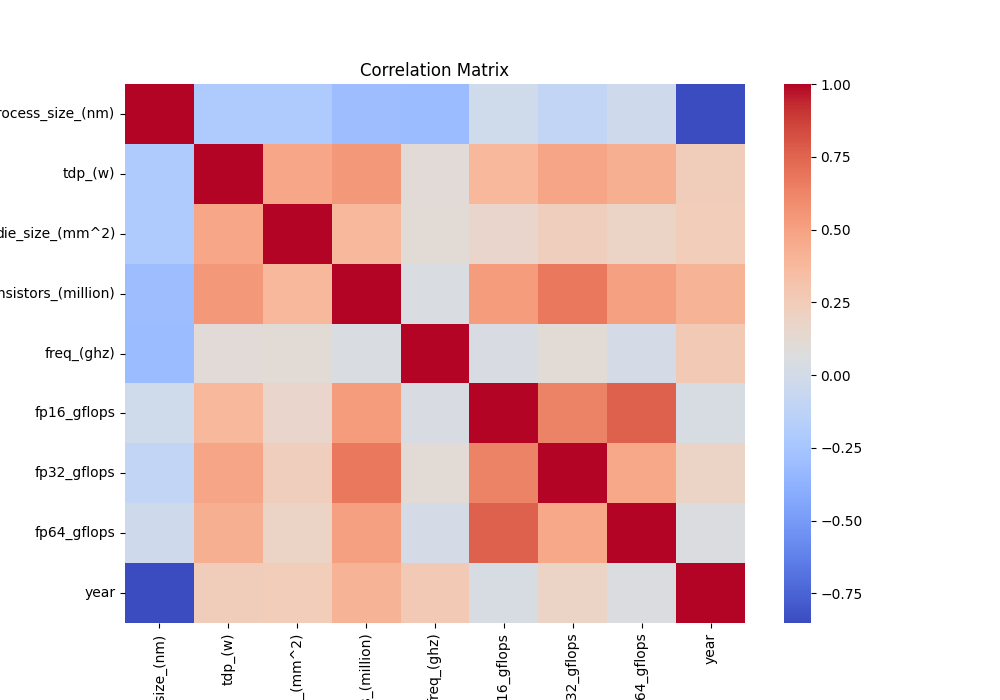 Correlation Matrix
rocess_size_(nm)
tdp_(w)
die_size_(mm^2)
nsistors_(million)
freq_(ghz)
fp16_gflops
fp32_gflops
fp64_gflops
year
size_(nm)
tdp_(w)
_(mm^2)
s_(million)
freq_(ghz)
16_gflops
32_gflops
64_gflops
year
1.00
0.75
0.50
0.25
0.00
−0.25
−0.50
−0.75